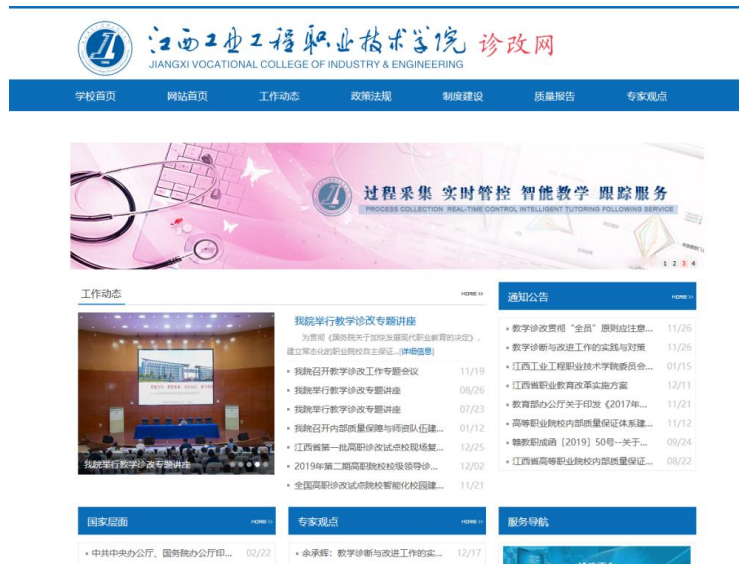 江西工业工程职业技术学院 诊改网
JIANGXI VOCATIONAL COLLEGE OF INDUSTRY & ENGINEERING
学校首页 网站首页 工作动态 政策法规 制度建设 质量报告 专家观点
过程采集 实时管控 智能教学 跟踪服务
PROCESS COLLECTION REAL-TIME CONTROL INTELLIGENT TUTORING FOLLOWING SERVICE
1 2 3 4
工作动态 MORE >>
我院举行教学诊改专题讲座
为贯彻《国务院关于加快发展现代职业教育的决定》,
建立常态化的职业院校自主保证...[详细信息]
我院召开教学诊改工作专题会议 11/19
我院举行教学诊改专题讲座 08/26
我院举行教学诊改专题讲座 07/23
我院召开内部质量保障与师资队伍建... 01/12
江西省第一批高职诊改试点校现场复... 12/25
2019年第二期高职院校校级领导诊... 12/02
全国高职诊改试点院校智能化校园建... 11/21
我院举行教学诊改专题讲座
通知公告 MORE >>
教学诊改贯彻“全员”原则应注意... 11/26
教学诊断与改进工作的实践与对策 11/26
江西工业工程职业技术学院委员会... 01/15
江西省职业教育改革实施方案 12/11
教育部办公厅关于印发《2017年... 11/21
高等职业院校内部质量保证体系建... 11/12
赣教职成函【2019】50号--关于... 09/24
江西省高等职业院校内部质量保证... 08/22
国家层面 MORE >>
中共中央办公厅、国务院办公厅印... 02/22
专家观点 MORE >>
余承辉:教学诊断与改进工作的实... 12/17
服务导航